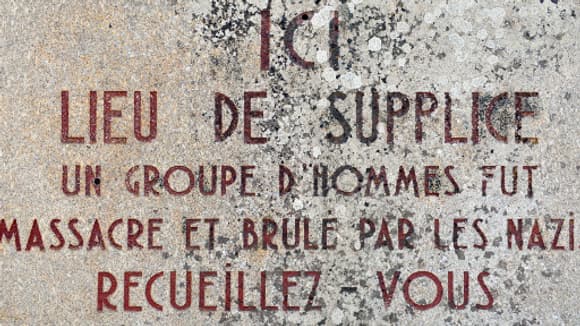 ICI
LIEU DE SUPPLICE
UN GROUPE D'HOMMES FUT
MASSACRE ET BRULE PAR LES NAZI
RECUEILLEZ - VOUS